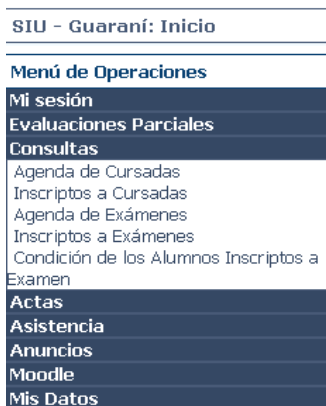 SIU - Guaraní: Inicio
Menú de Operaciones
Mi sesión
Evaluaciones Parciales
Consultas
Agenda de Cursadas
Inscriptos a Cursadas
Agenda de Exámenes
Inscriptos a Exámenes
Condición de los Alumnos Inscriptos a
Examen
Actas
Asistencia
Anuncios
Moodle
Mis Datos